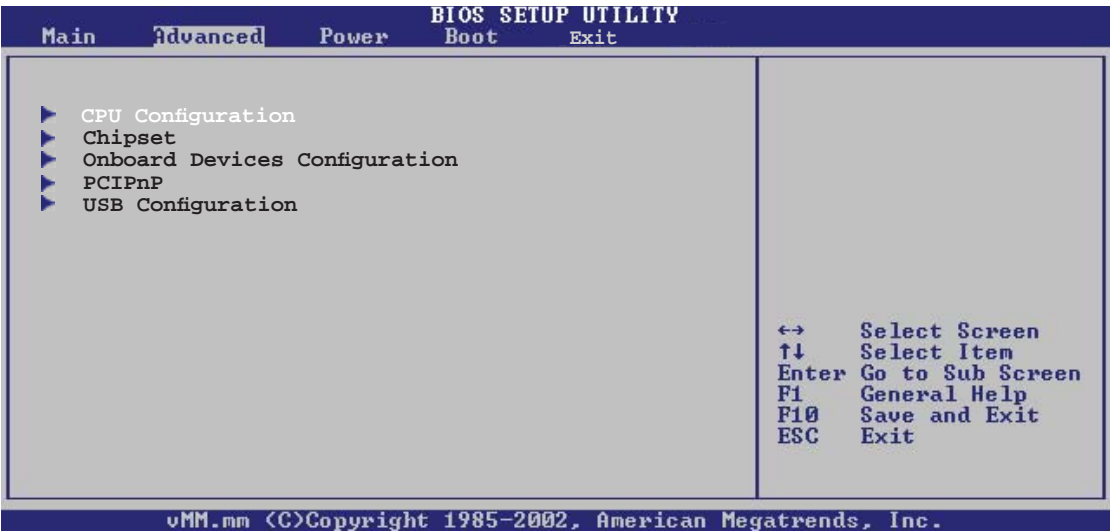 BIOS SETUP UTILITY
Main Advanced Power Boot Exit
CPU Configuration
Chipset
Onboard Devices Configuration
PCIPnP
USB Configuration
←→ Select Screen
↑↓ Select Item
Enter Go to Sub Screen
F1 General Help
F10 Save and Exit
ESC Exit
vMM.mm (C)Copyright 1985-2002, American Megatrends, Inc.